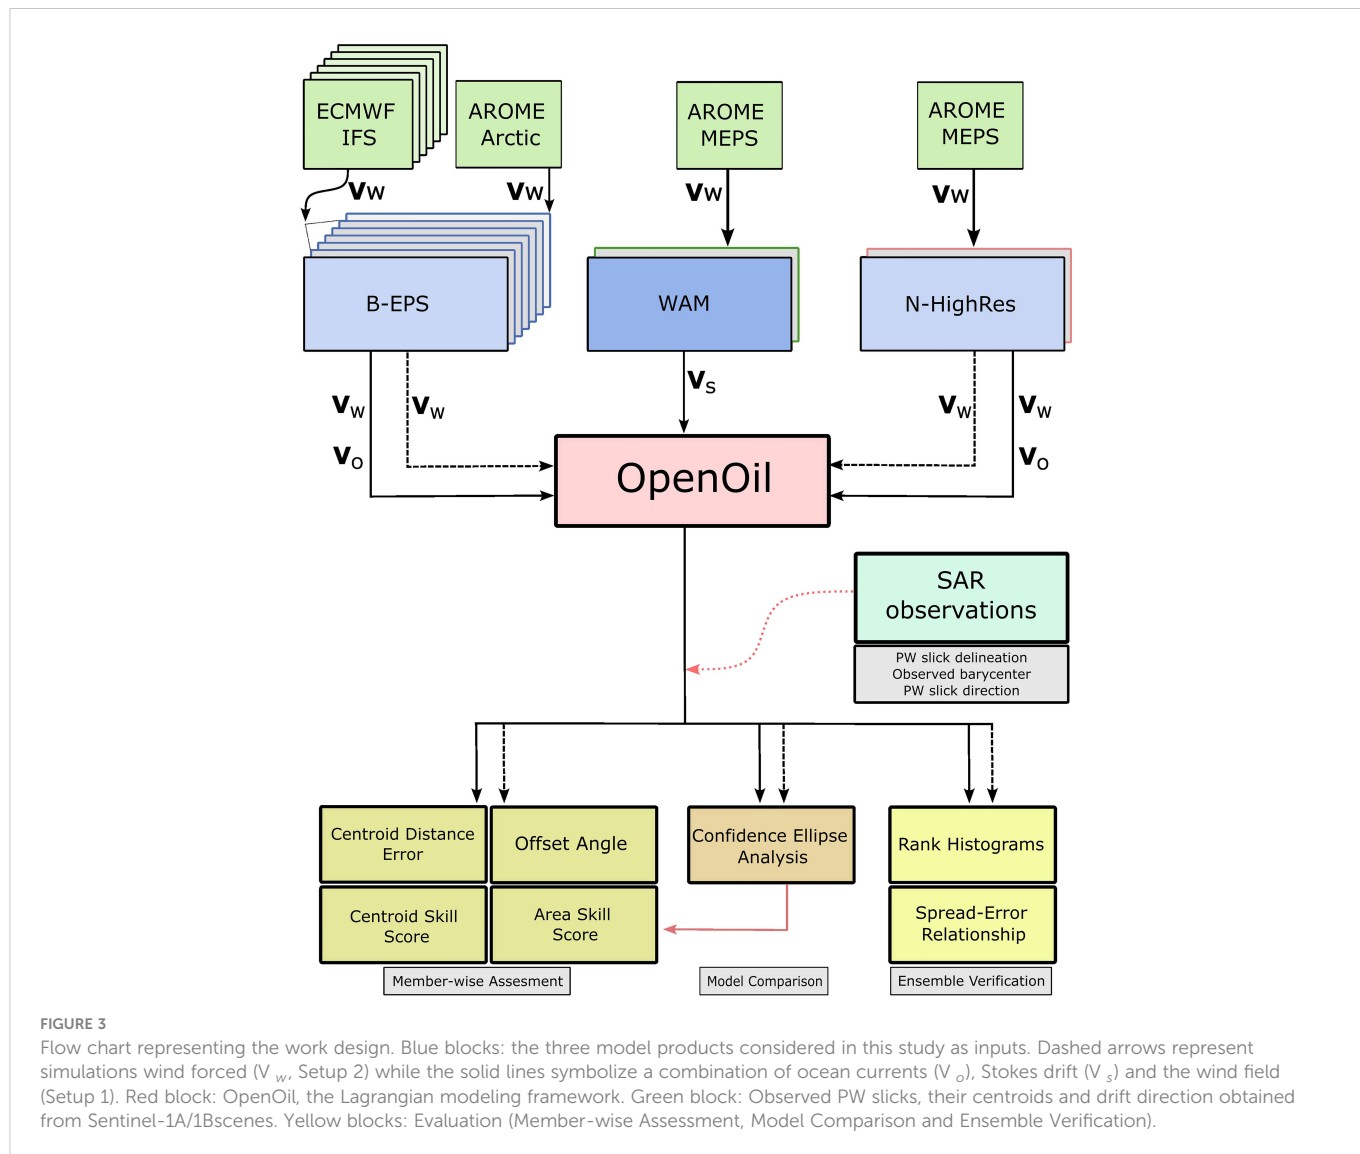 ECMWF
IFS
AROME
Arctic
AROME
MEPS
AROME
MEPS
Vw
Vw
Vw
Vw
B-EPS
WAM
N-HighRes
Vw
Vw
Vs
Vw
Vw
Vo
Vo
OpenOil
SAR
observations
PW slick delineation
Observed barycenter
PW slick direction
Centroid Distance
Error
Offset Angle
Confidence Ellipse
Analysis
Rank Histograms
Centroid Skill
Score
Area Skill
Score
Spread-Error
Relationship
Member-wise Assesment
Model Comparison
Ensemble Verification
FIGURE 3
Flow chart representing the work design. Blue blocks: the three model products considered in this study as inputs. Dashed arrows represent
simulations wind forced (V w, Setup 2) while the solid lines symbolize a combination of ocean currents (V o), Stokes drift (V s) and the wind field
(Setup 1). Red block: OpenOil, the Lagrangian modeling framework. Green block: Observed PW slicks, their centroids and drift direction obtained
from Sentinel-1A/1Bscenes. Yellow blocks: Evaluation (Member-wise Assessment, Model Comparison and Ensemble Verification).